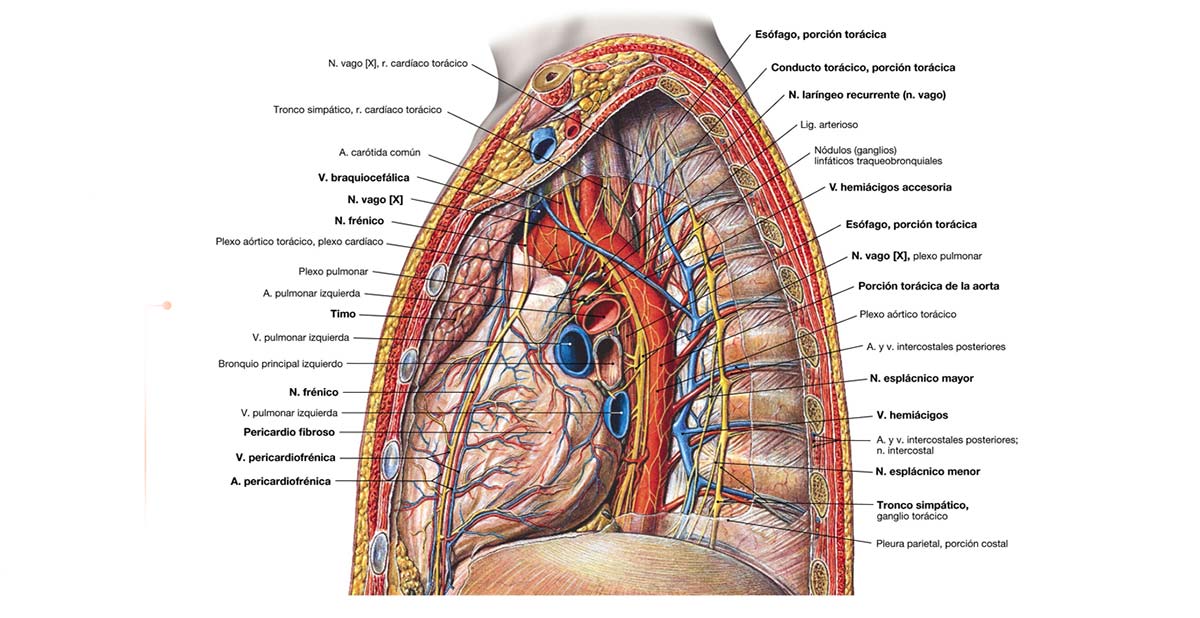 N. vago [X], r. cardíaco torácico
Tronco simpático, r. cardíaco torácico
A. carótida común
V. braquiocefálica
N. vago [X]
N. frénico
Plexo aórtico torácico, plexo cardíaco
Plexo pulmonar
A. pulmonar izquierda
Timo
V. pulmonar izquierda
Bronquio principal izquierdo
N. frénico
V. pulmonar izquierda
Pericardio fibroso
V. pericardiofrénica
A. pericardiofrénica
Esófago, porción torácica
Conducto torácico, porción torácica
N. laríngeo recurrente (n. vago)
Lig. arterioso
Nódulos (ganglios)
linfáticos traqueobronquiales
V. hemiácigos accesoria
Esófago, porción torácica
N. vago [X], plexo pulmonar
Porción torácica de la aorta
Plexo aórtico torácico
A. y v. intercostales posteriores
N. esplácnico mayor
V. hemiácigos
A. y v. intercostales posteriores;
n. intercostal
N. esplácnico menor
Tronco simpático,
ganglio torácico
Pleura parietal, porción costal